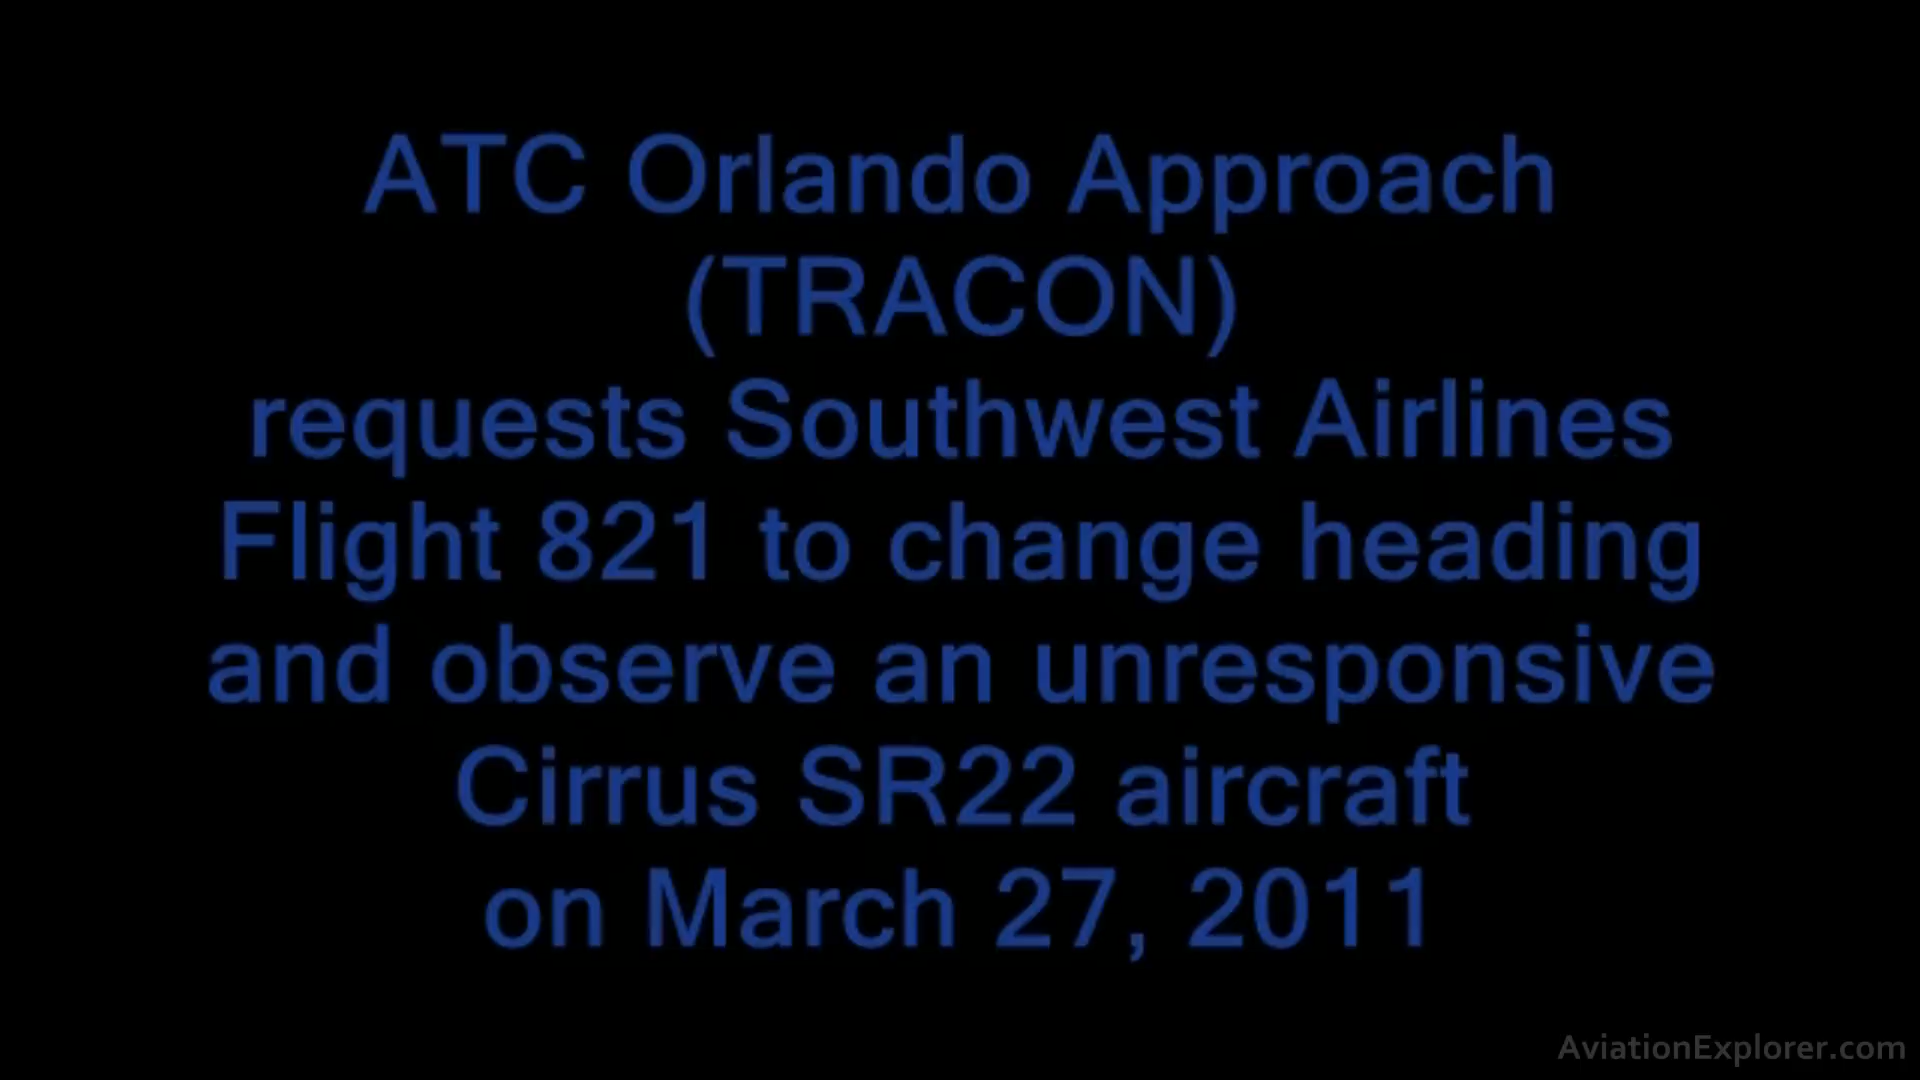 ATC Orlando Approach
(TRACON)
requests Southwest Airlines
Flight 821 to change heading
and observe an unresponsive
Cirrus SR22 aircraft
on March 27, 2011
AviationExplorer.com